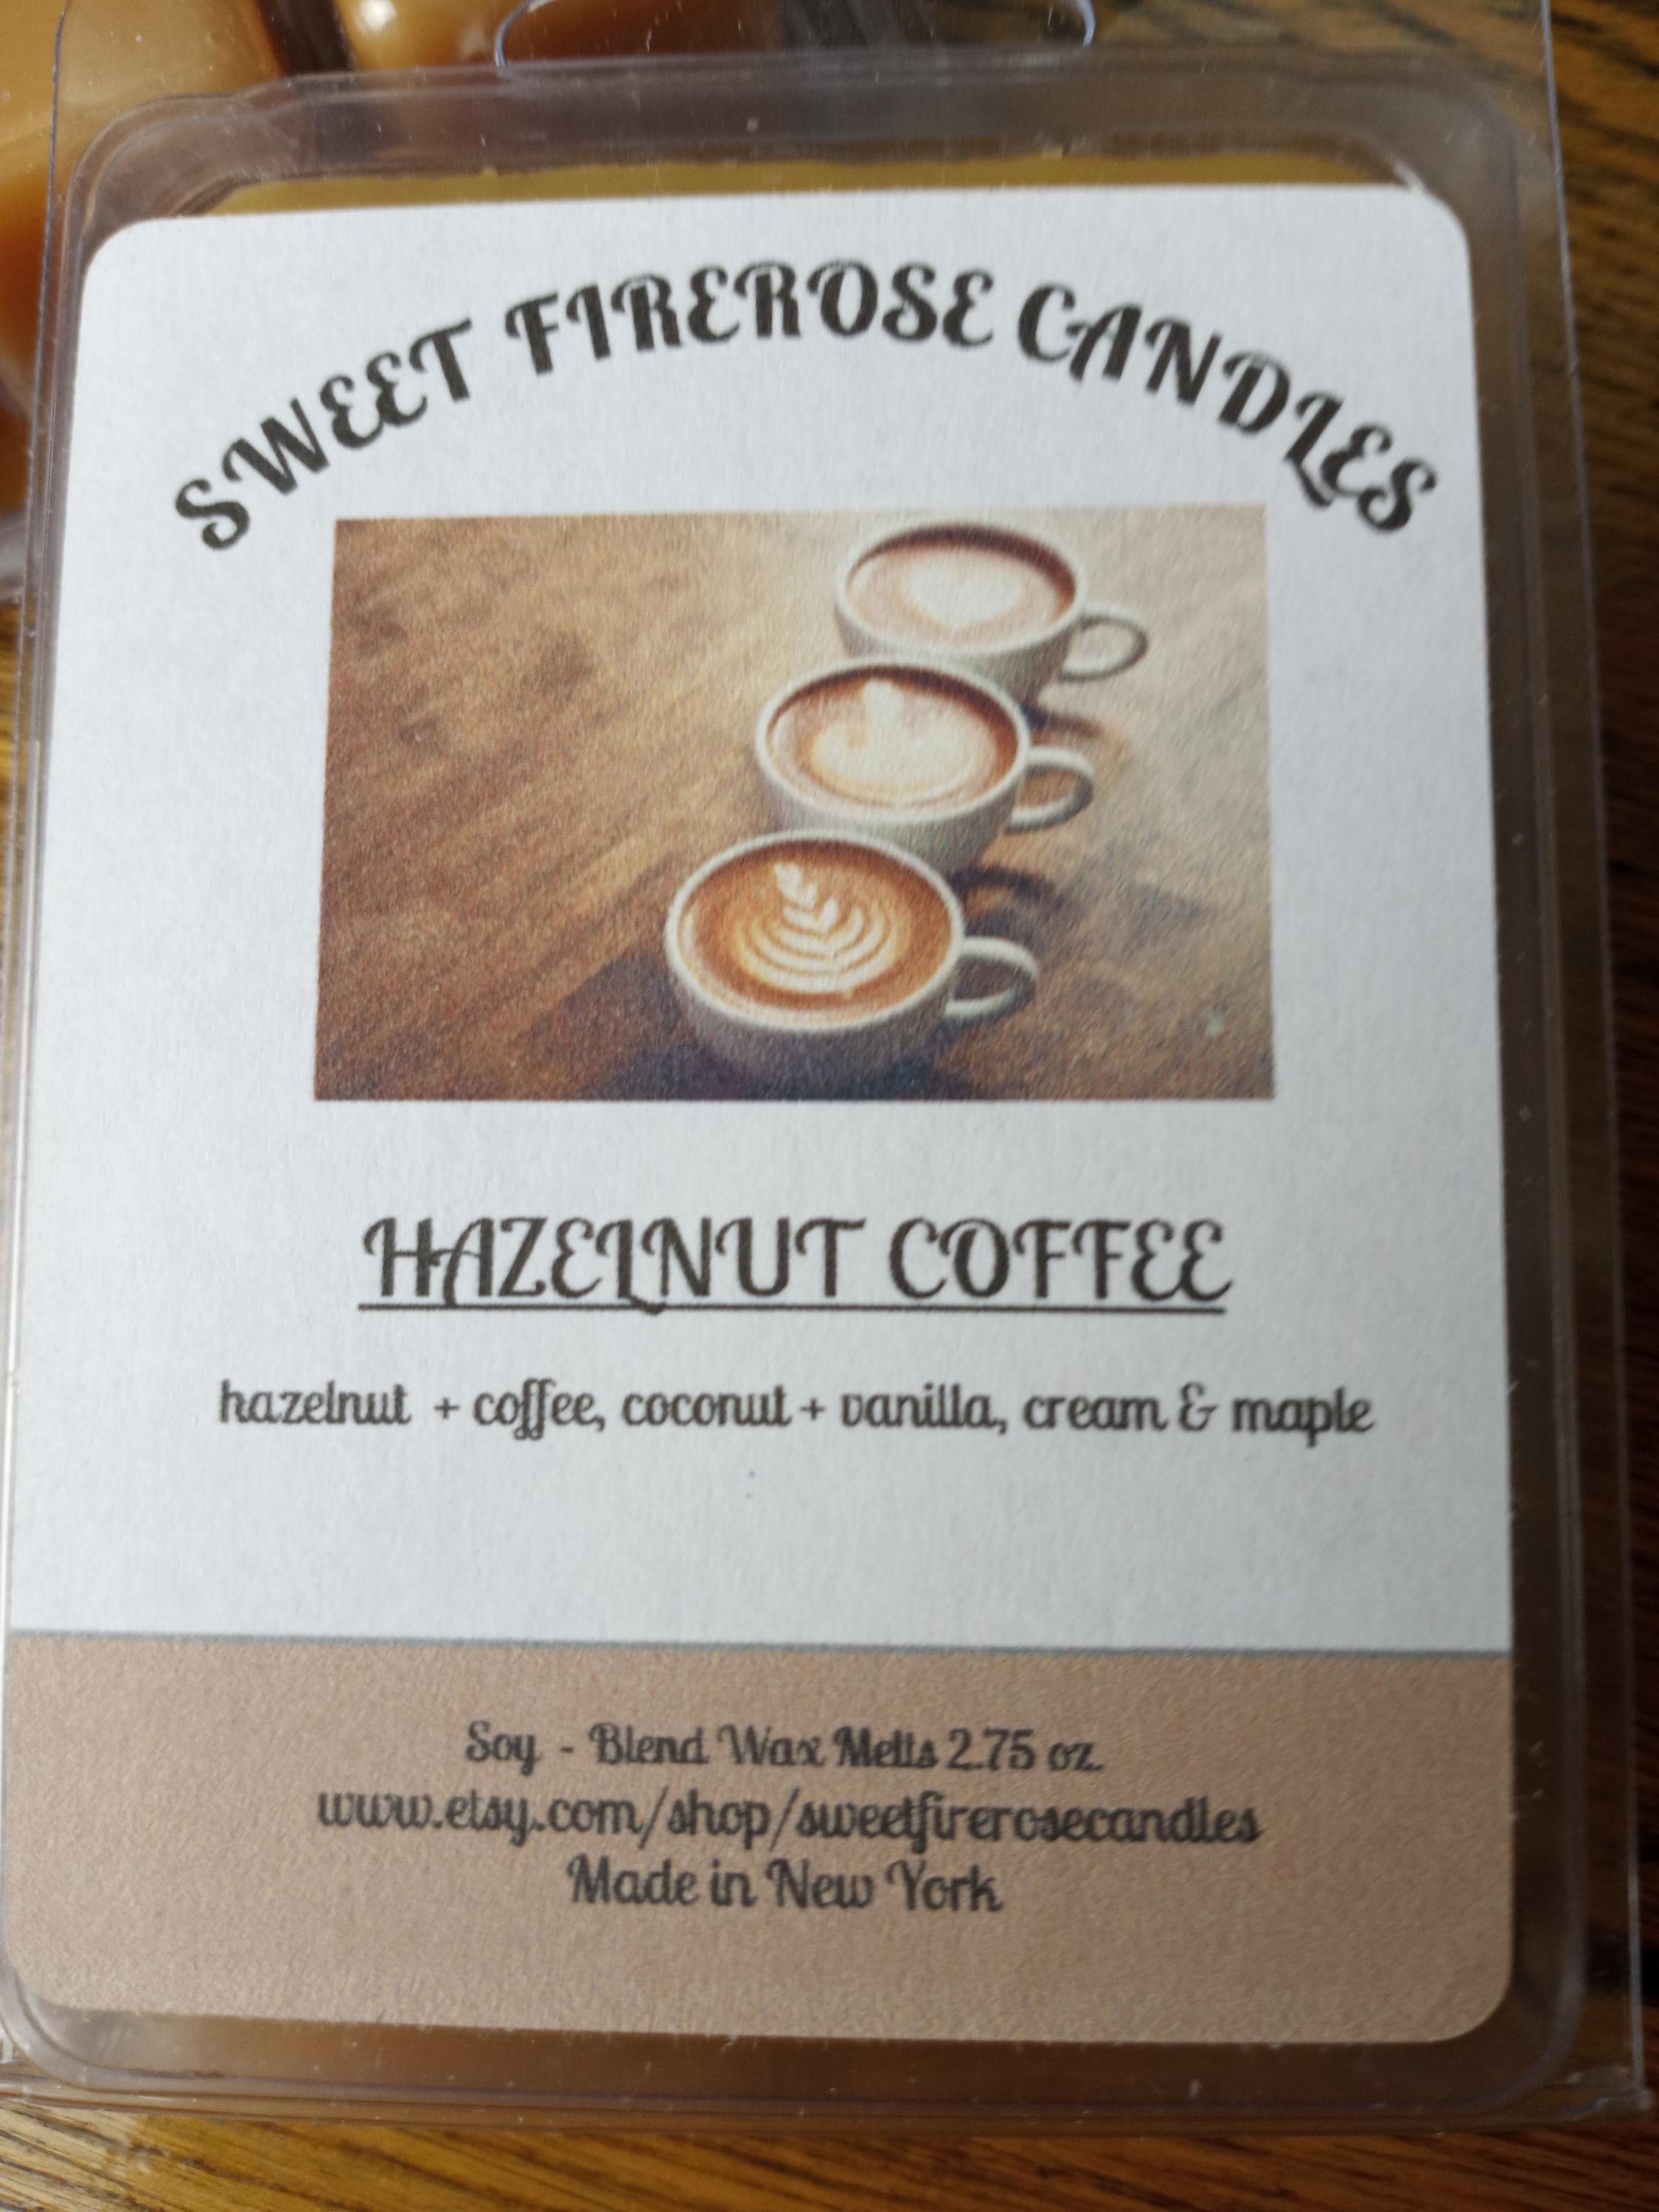 SWEET FIREROSE CANDLES
HAZELNUT COFFEE
hazelnut + coffee, coconut + vanilla, cream & maple
Soy - Blend Wax Melts 2.75 oz.
www.etsy.com/shop/sweetfirerosecandles
Made in New York